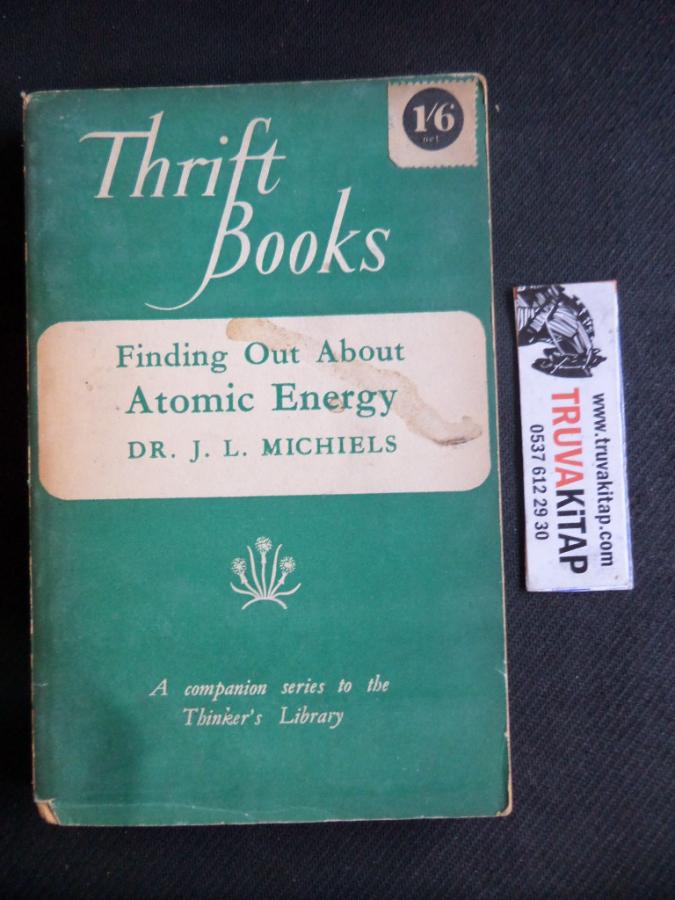 Thrift
Books
1/6
net
Finding Out About
Atomic Energy
DR. J. L. MICHIELS
A companion series to the
Thinker's Library
www.truvakitap.com
TRUVAKiTAP
0537 612 29 30